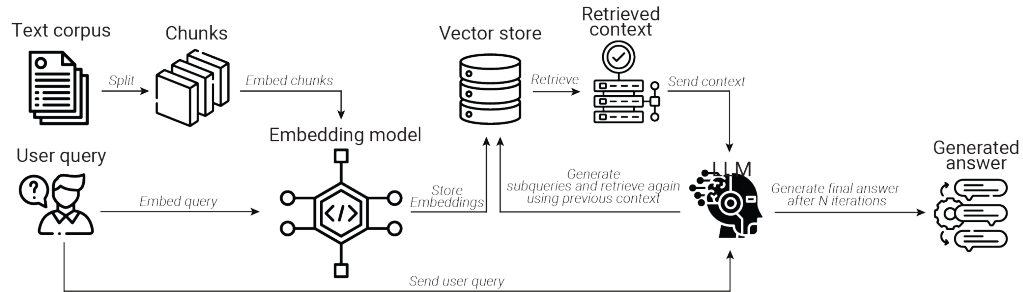 Text corpus
Chunks
Vector store
Retrieved
context
Split
Embed chunks
Retrieve
Send context
Embedding model
User query
?
</>
Embed query
Store
Embeddings
Generate
subqueries and retrieve again
using previous context
LLM
Generate final answer
after N iterations
Generated
answer
Send user query